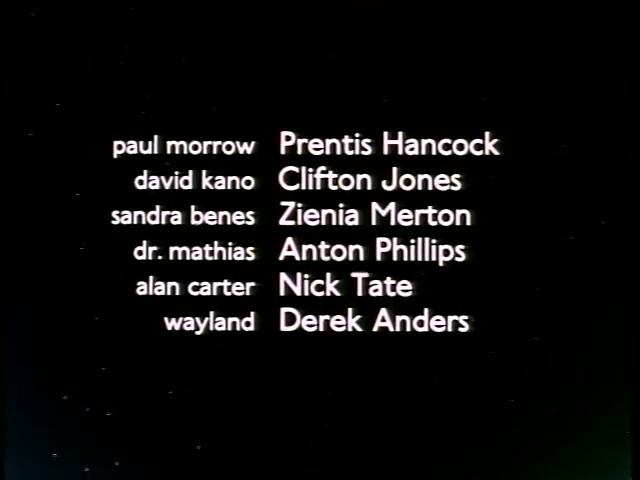 paul morrow Prentis Hancock
david kano Clifton Jones
sandra benes Zienia Merton
dr. mathias Anton Phillips
alan carter Nick Tate
wayland Derek Anders